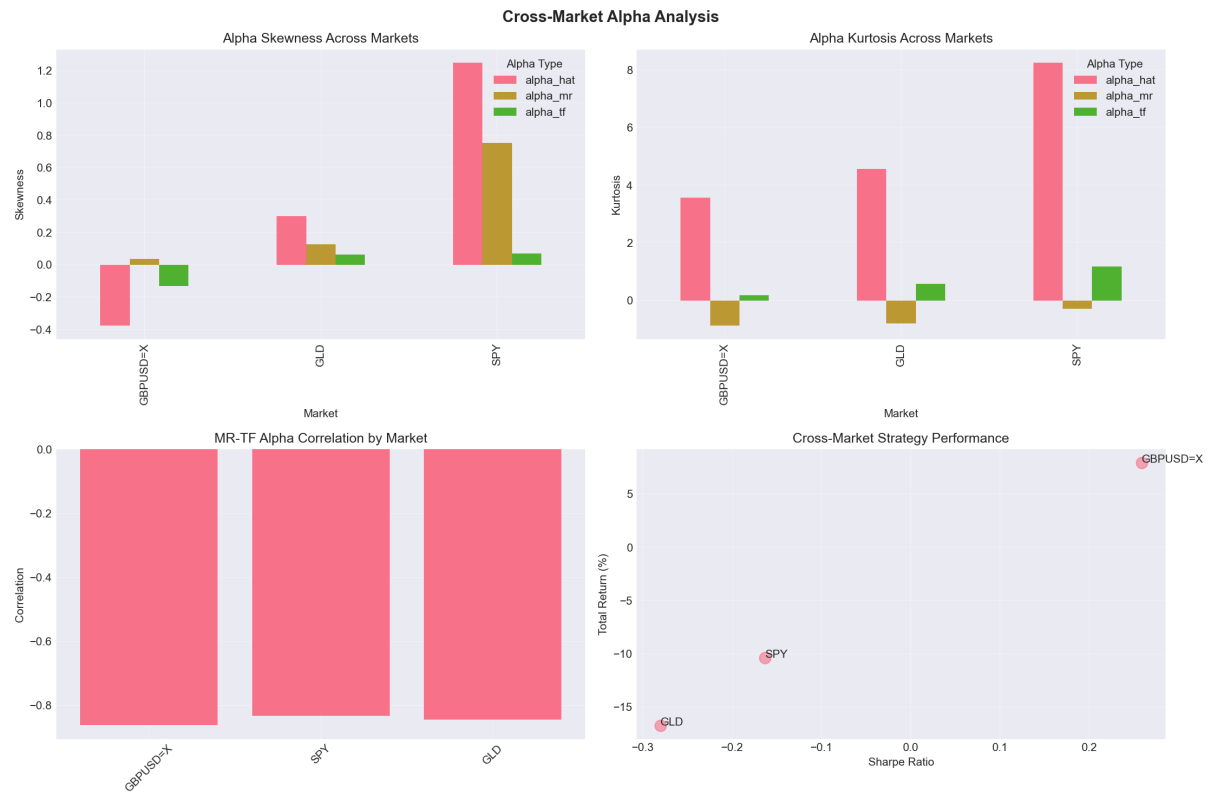 Cross-Market Alpha Analysis
Alpha Skewness Across Markets
Skewness
1.2
1.0
0.8
0.6
0.4
0.2
0.0
−0.2
−0.4
Alpha Type
alpha_hat
alpha_mr
alpha_tf
GBPUSD=X
GLD
SPY
Market
Alpha Kurtosis Across Markets
Kurtosis
8
6
4
2
0
Alpha Type
alpha_hat
alpha_mr
alpha_tf
GBPUSD=X
GLD
SPY
Market
MR-TF Alpha Correlation by Market
Correlation
0.0
−0.2
−0.4
−0.6
−0.8
GBPUSD=X
SPY
GLD
Cross-Market Strategy Performance
Total Return (%)
5
0
−5
−10
−15
GBPUSD=X
SPY
GLD
−0.3
−0.2
−0.1
0.0
0.1
0.2
Sharpe Ratio